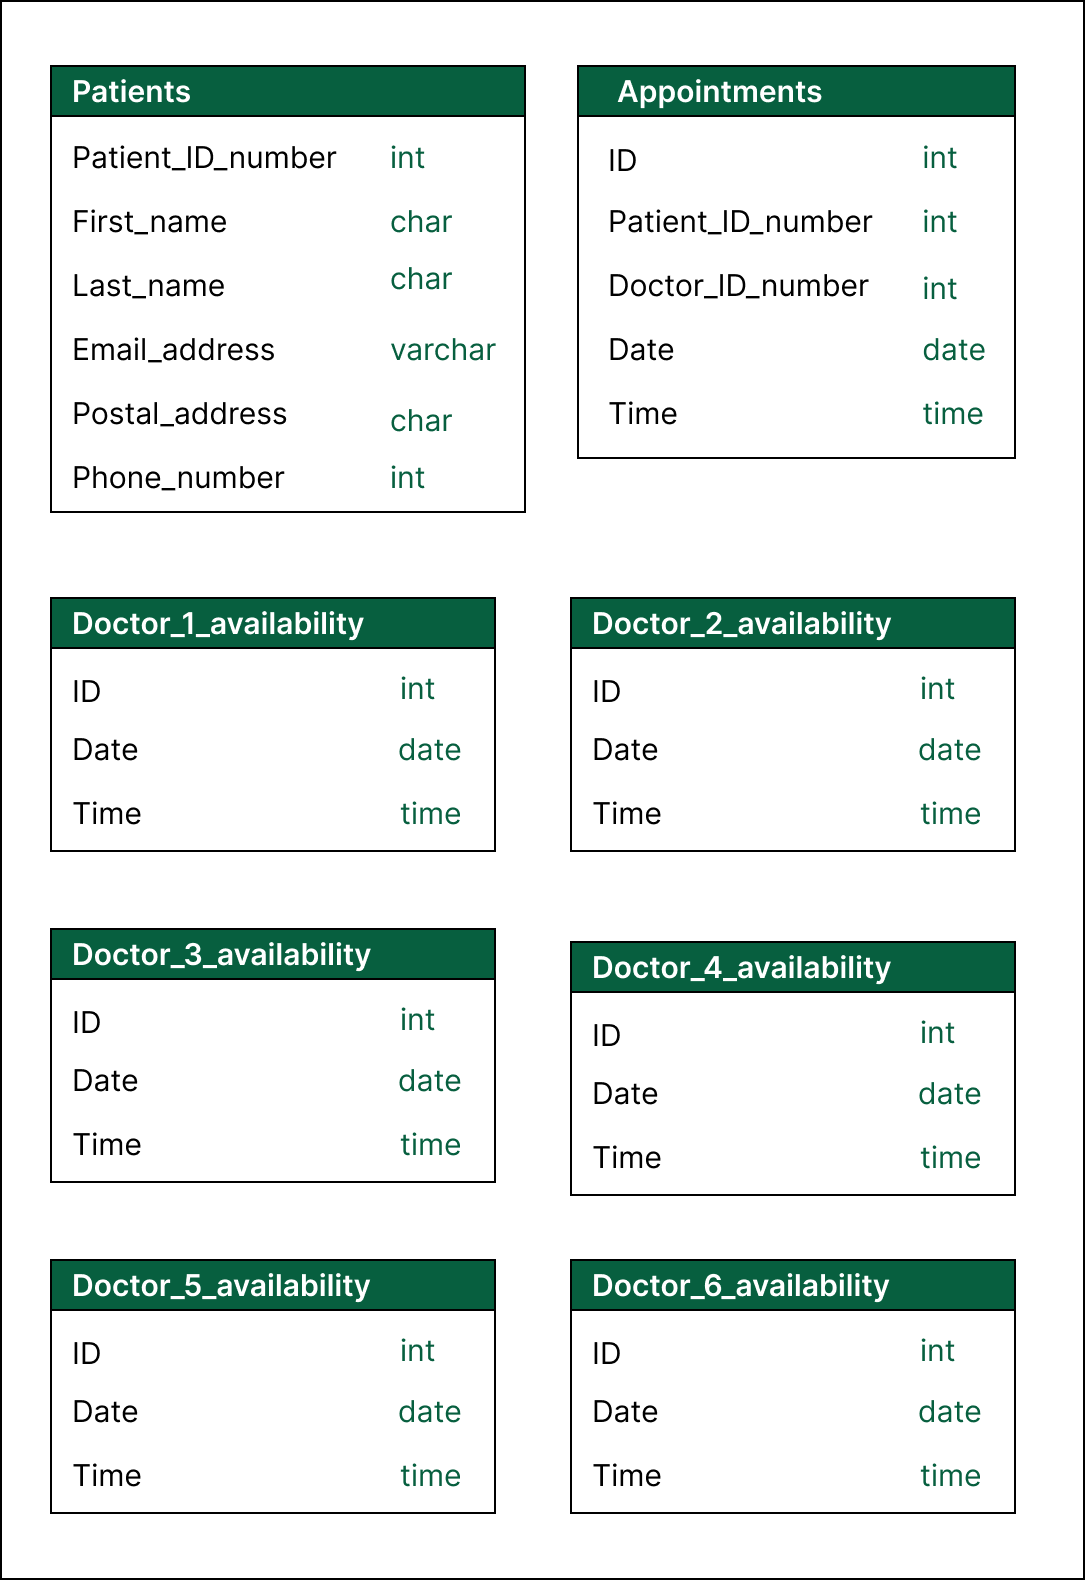 Patients
Patient_ID_number int
First_name char
Last_name char
Email_address varchar
Postal_address char
Phone_number int
Appointments
ID int
Patient_ID_number int
Doctor_ID_number int
Date date
Time time
Doctor_1_availability
ID int
Date date
Time time
Doctor_2_availability
ID int
Date date
Time time
Doctor_3_availability
ID int
Date date
Time time
Doctor_4_availability
ID int
Date date
Time time
Doctor_5_availability
ID int
Date date
Time time
Doctor_6_availability
ID int
Date date
Time time